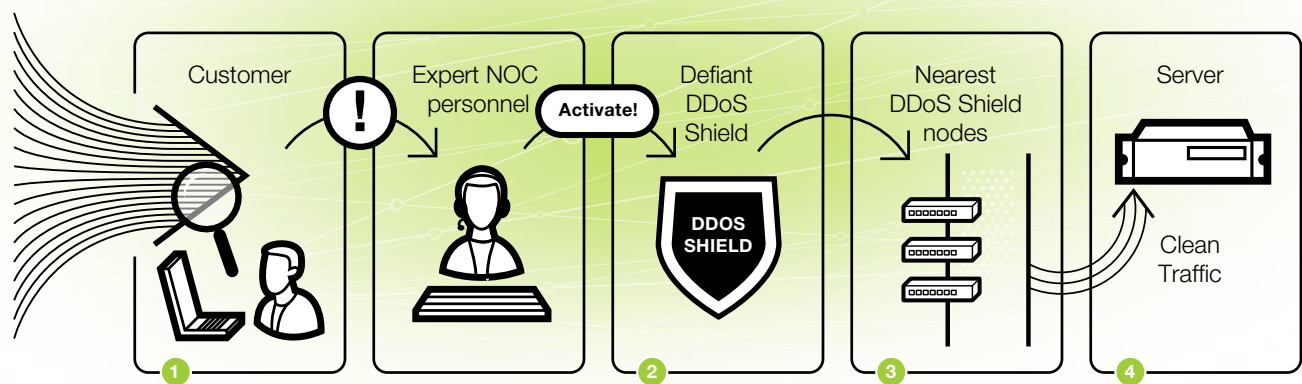 Customer
!
Expert NOC
personnel
Activate!
Defiant
DDoS
Shield
DDOS
SHIELD
Nearest
DDoS Shield
nodes
Server
Clean
Traffic
1
2
3
4